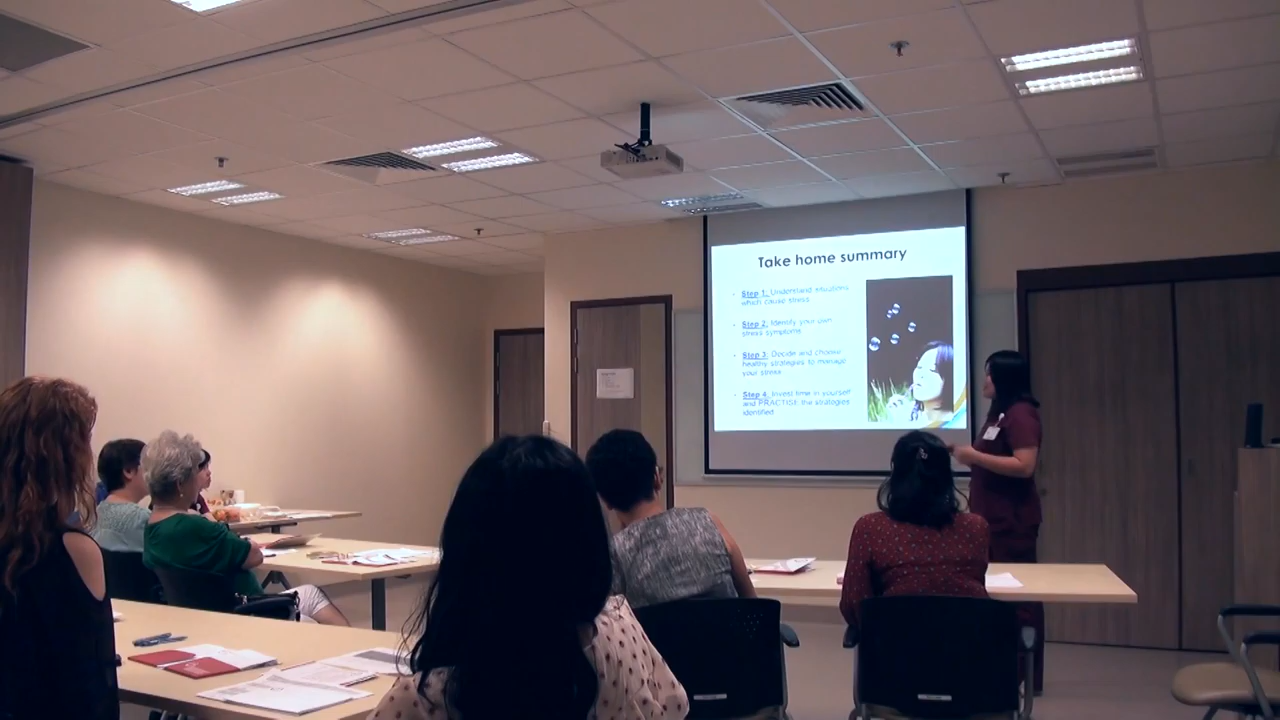 Take home summary
Step 1: Understand situations
which cause stress
Step 2: Identify your own
stress symptoms
Step 3: Decide and choose
healthy strategies to manage
your stress
Step 4: Invest time in yourself
and PRACTISE the strategies
identified